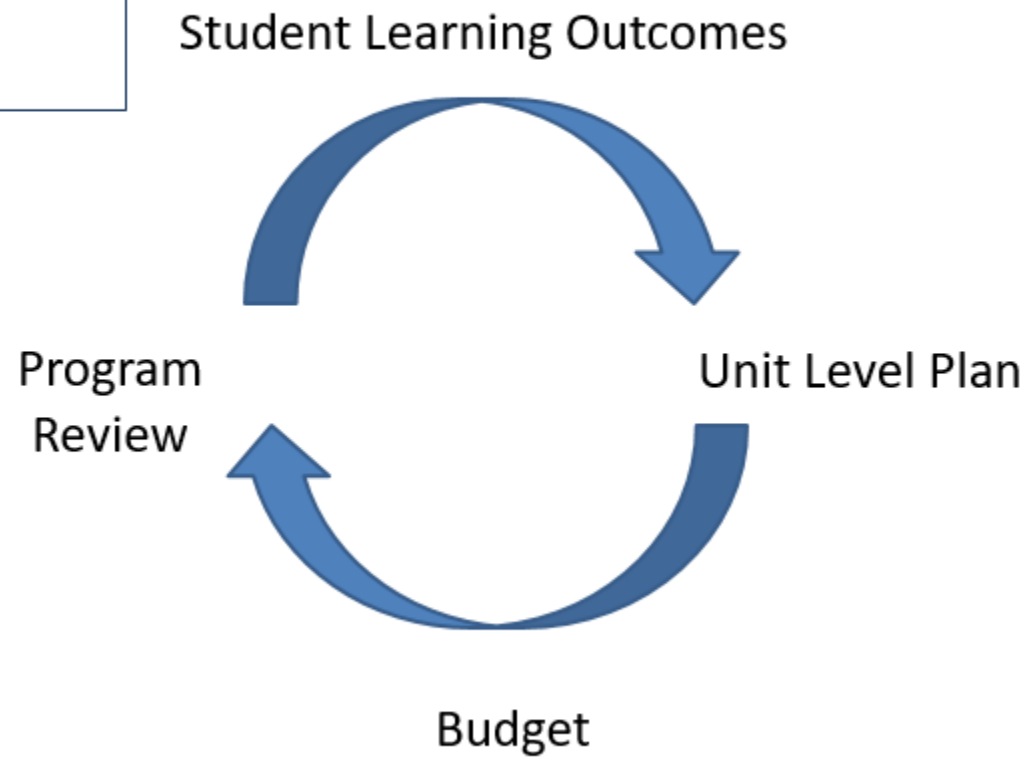 Student Learning Outcomes
Program
Review
Unit Level Plan
Budget